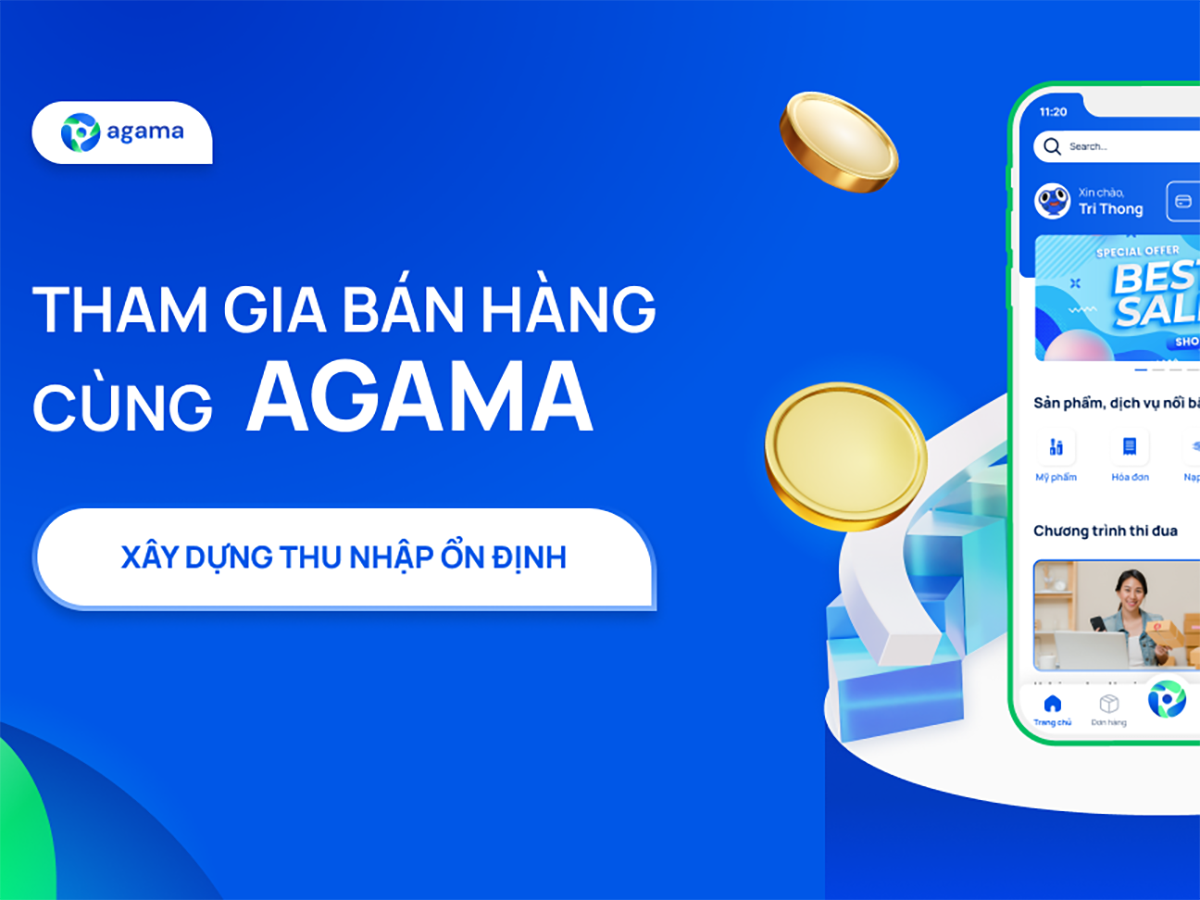 agama
THAM GIA BÁN HÀNG
CÙNG AGAMA
XÂY DỰNG THU NHẬP ỔN ĐỊNH
11:20
Search...
Xin chào,
Tri Thong
SPECIAL OFFER
BEST
SAL
SHO
Sản phẩm, dịch vụ nổi bậ
Mỹ phẩm
Hóa đơn
Nạp
Chương trình thi đua
Trang chủ
Đơn hàng